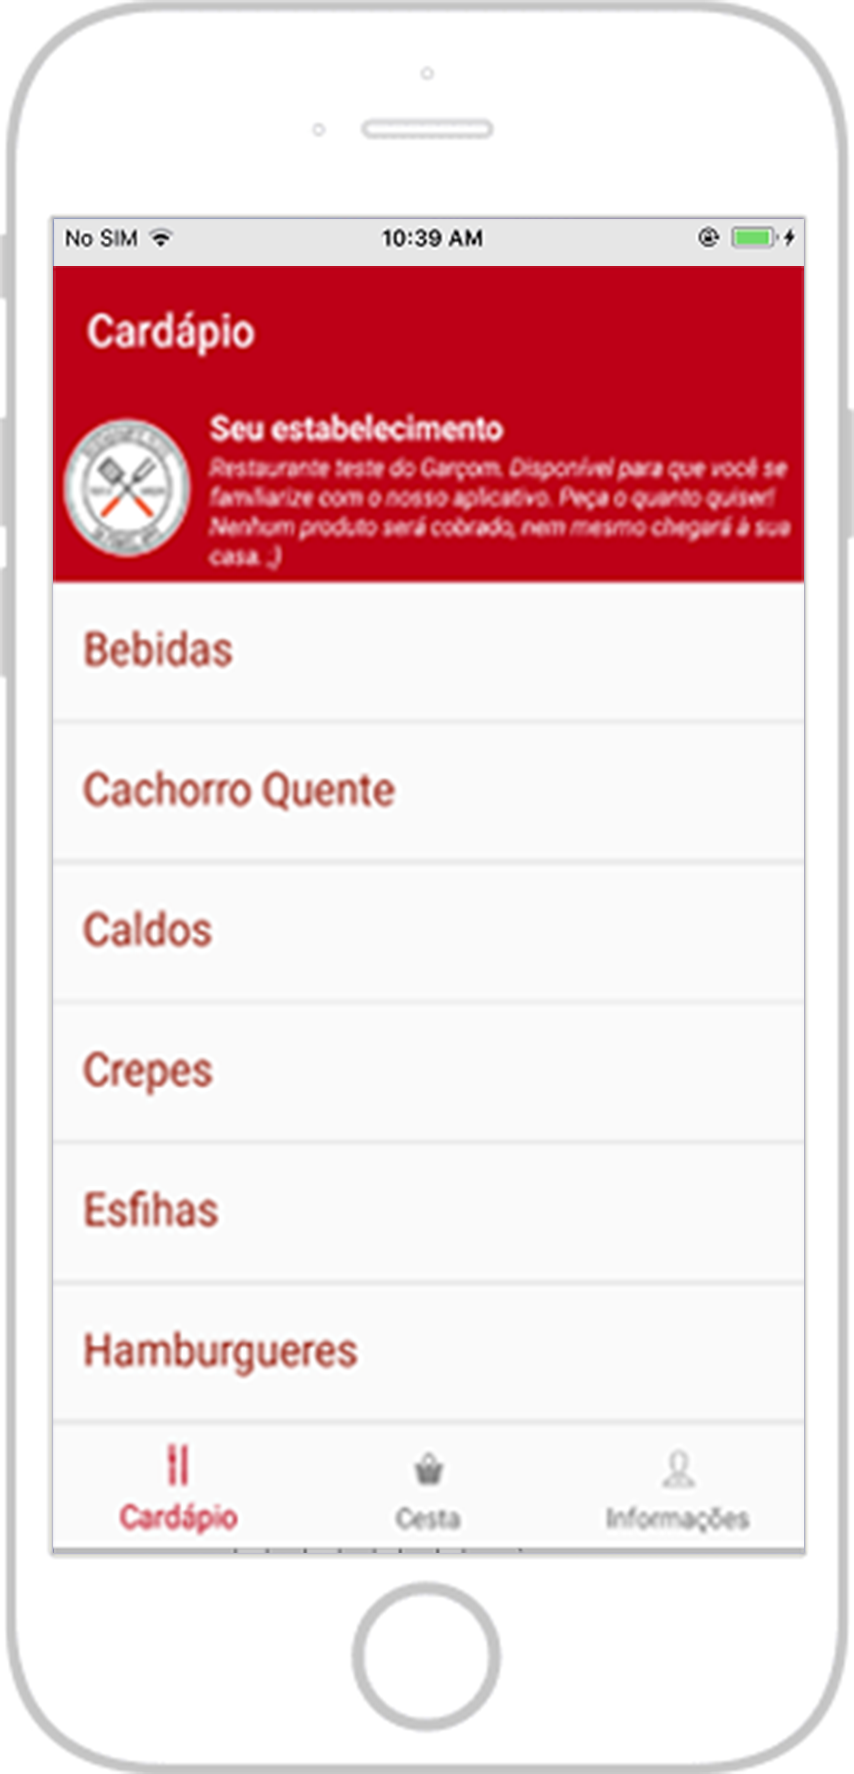 No SIM 10:39 AM
Cardápio
Seu estabelecimento
Restaurante teste do Garçom. Disponível para que você se
familiarize com o nosso aplicativo. Peça o quanto quiser!
Nenhum produto será cobrado, nem mesmo chegará à sua
casa. ;)
Bebidas
Cachorro Quente
Caldos
Crepes
Esfihas
Hamburgueres
Cardápio Cesta Informações